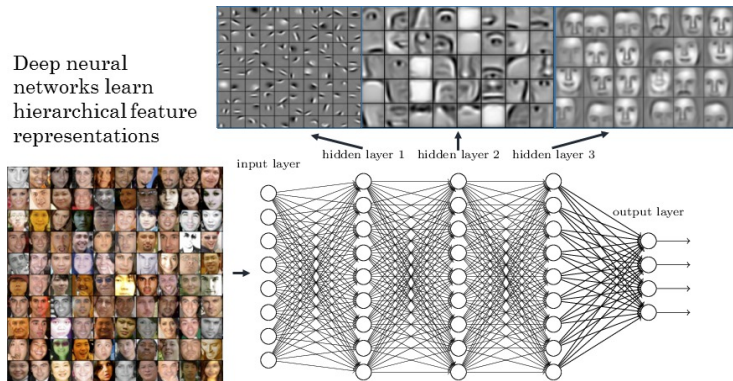 Deep neural
networks learn
hierarchical feature
representations
hidden layer 1 hidden layer 2 hidden layer 3
input layer
output layer